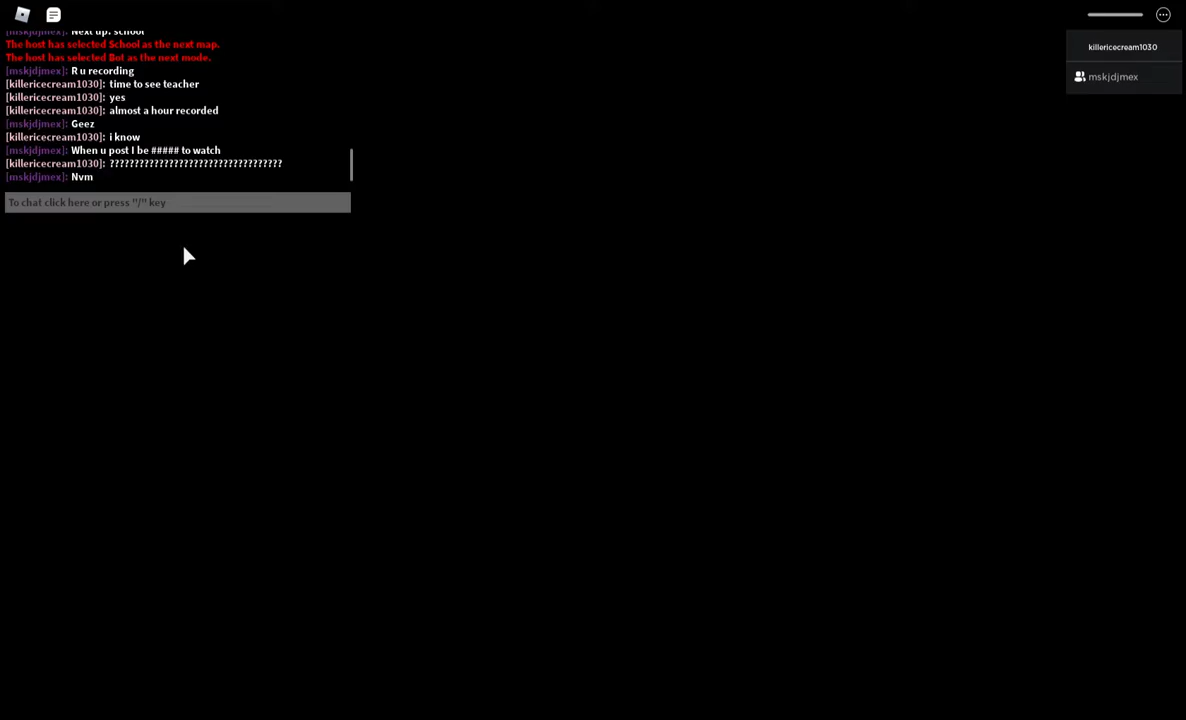 [mskjdjmex]: Next up: school
The host has selected School as the next map.
The host has selected Bot as the next mode.
[mskjdjmex]: R u recording
[killericecream1030]: time to see teacher
[killericecream1030]: yes
[killericecream1030]: almost a hour recorded
[mskjdjmex]: Geez
[killericecream1030]: i know
[mskjdjmex]: When u post I be ##### to watch
[killericecream1030]: ???????????????????????????????????
[mskjdjmex]: Nvm
To chat click here or press "/" key
killericecream1030
mskjdjmex